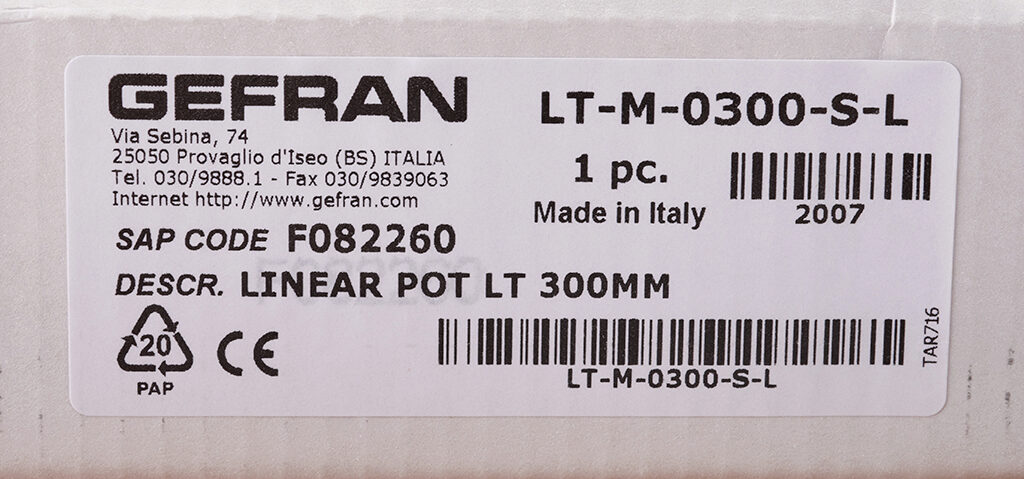 GEFRAN
Via Sebina, 74
25050 Provaglio d'Iseo (BS) ITALIA
Tel. 030/9888.1 - Fax 030/9839063
Internet http://www.gefran.com
LT-M-0300-S-L
1 pc.
Made in Italy
2007
SAP CODE F082260
DESCR. LINEAR POT LT 300MM
20
PAP
CE
LT-M-0300-S-L
TAR716